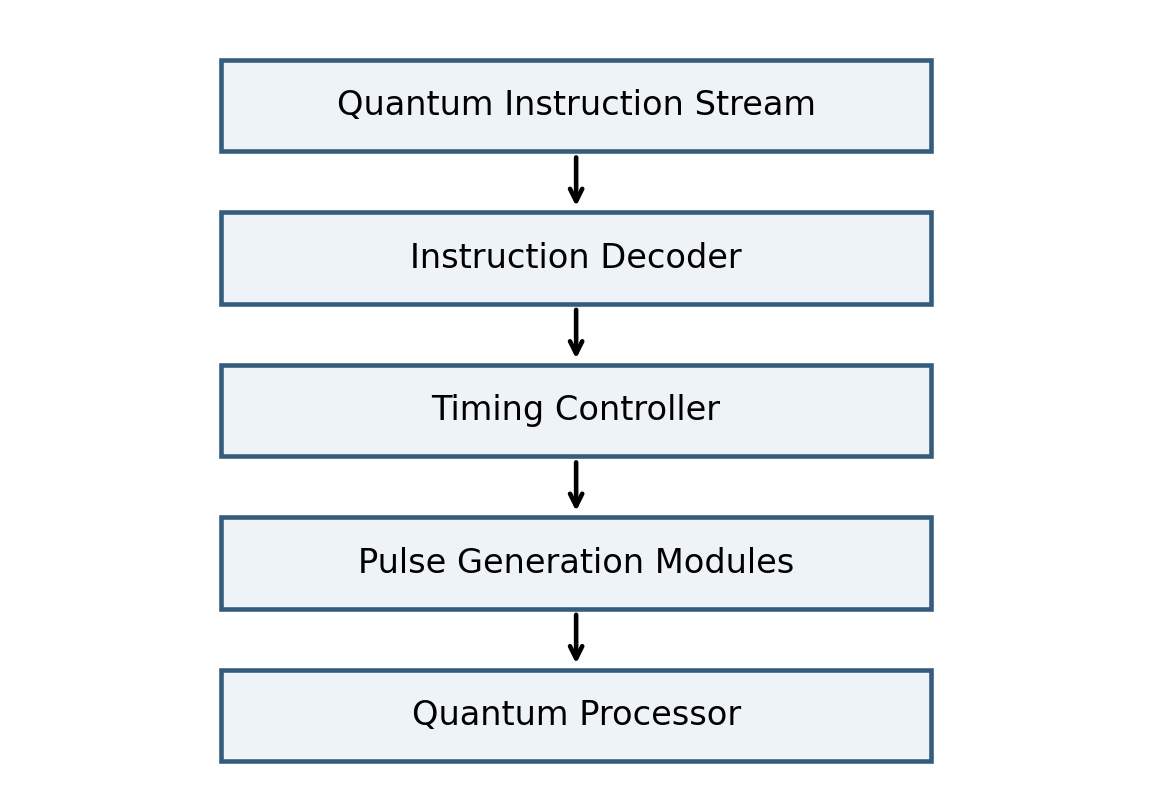 Quantum Instruction Stream
Instruction Decoder
Timing Controller
Pulse Generation Modules
Quantum Processor